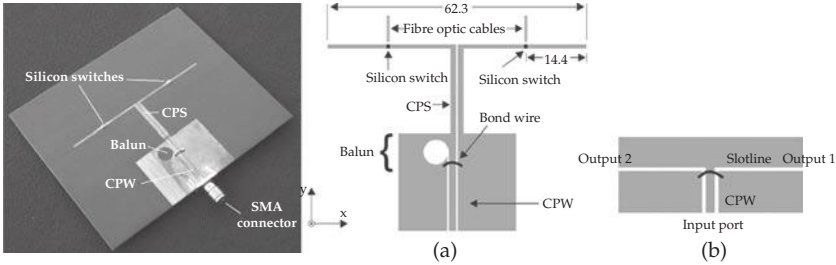 Silicon switches
CPS
Balun
CPW
SMA
connector
y
x
62.3
Fibre optic cables
14.4
Silicon switch
Silicon switch
CPS
Bond wire
Balun
CPW
(a)
Output 2
Slotline
Output 1
CPW
Input port
(b)